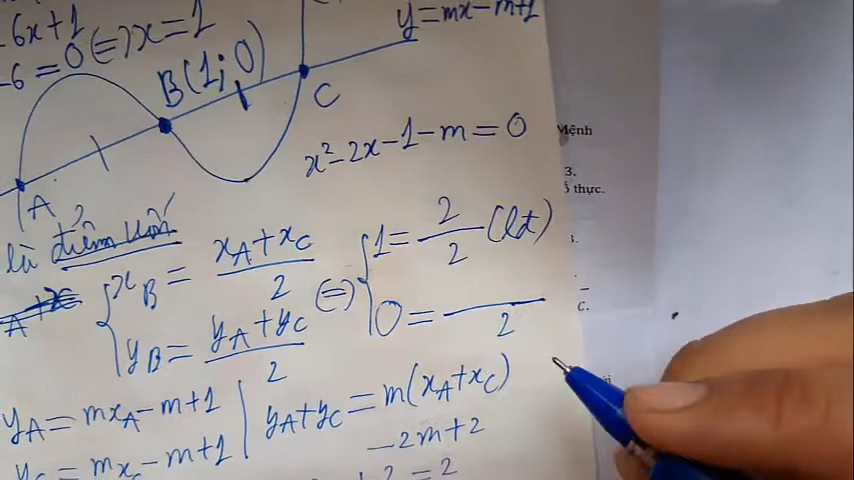 -6x+1
-6=0⇔x=1
y=mx-m+1
B(1;0)
C
A
x²-2x-1-m=0
là điểm uốn
{ x_B = (x_A+x_C)/2 ⇔ { 1 = 2/2 (lđ)
y_B = (y_A+y_C)/2 0 = /2
y_A = mx_A-m+1 | y_A+y_C = m(x_A+x_C)
-2m+2
y_C = mx_C-m+1
+2=2
Mệnh
3.
thực.
C.